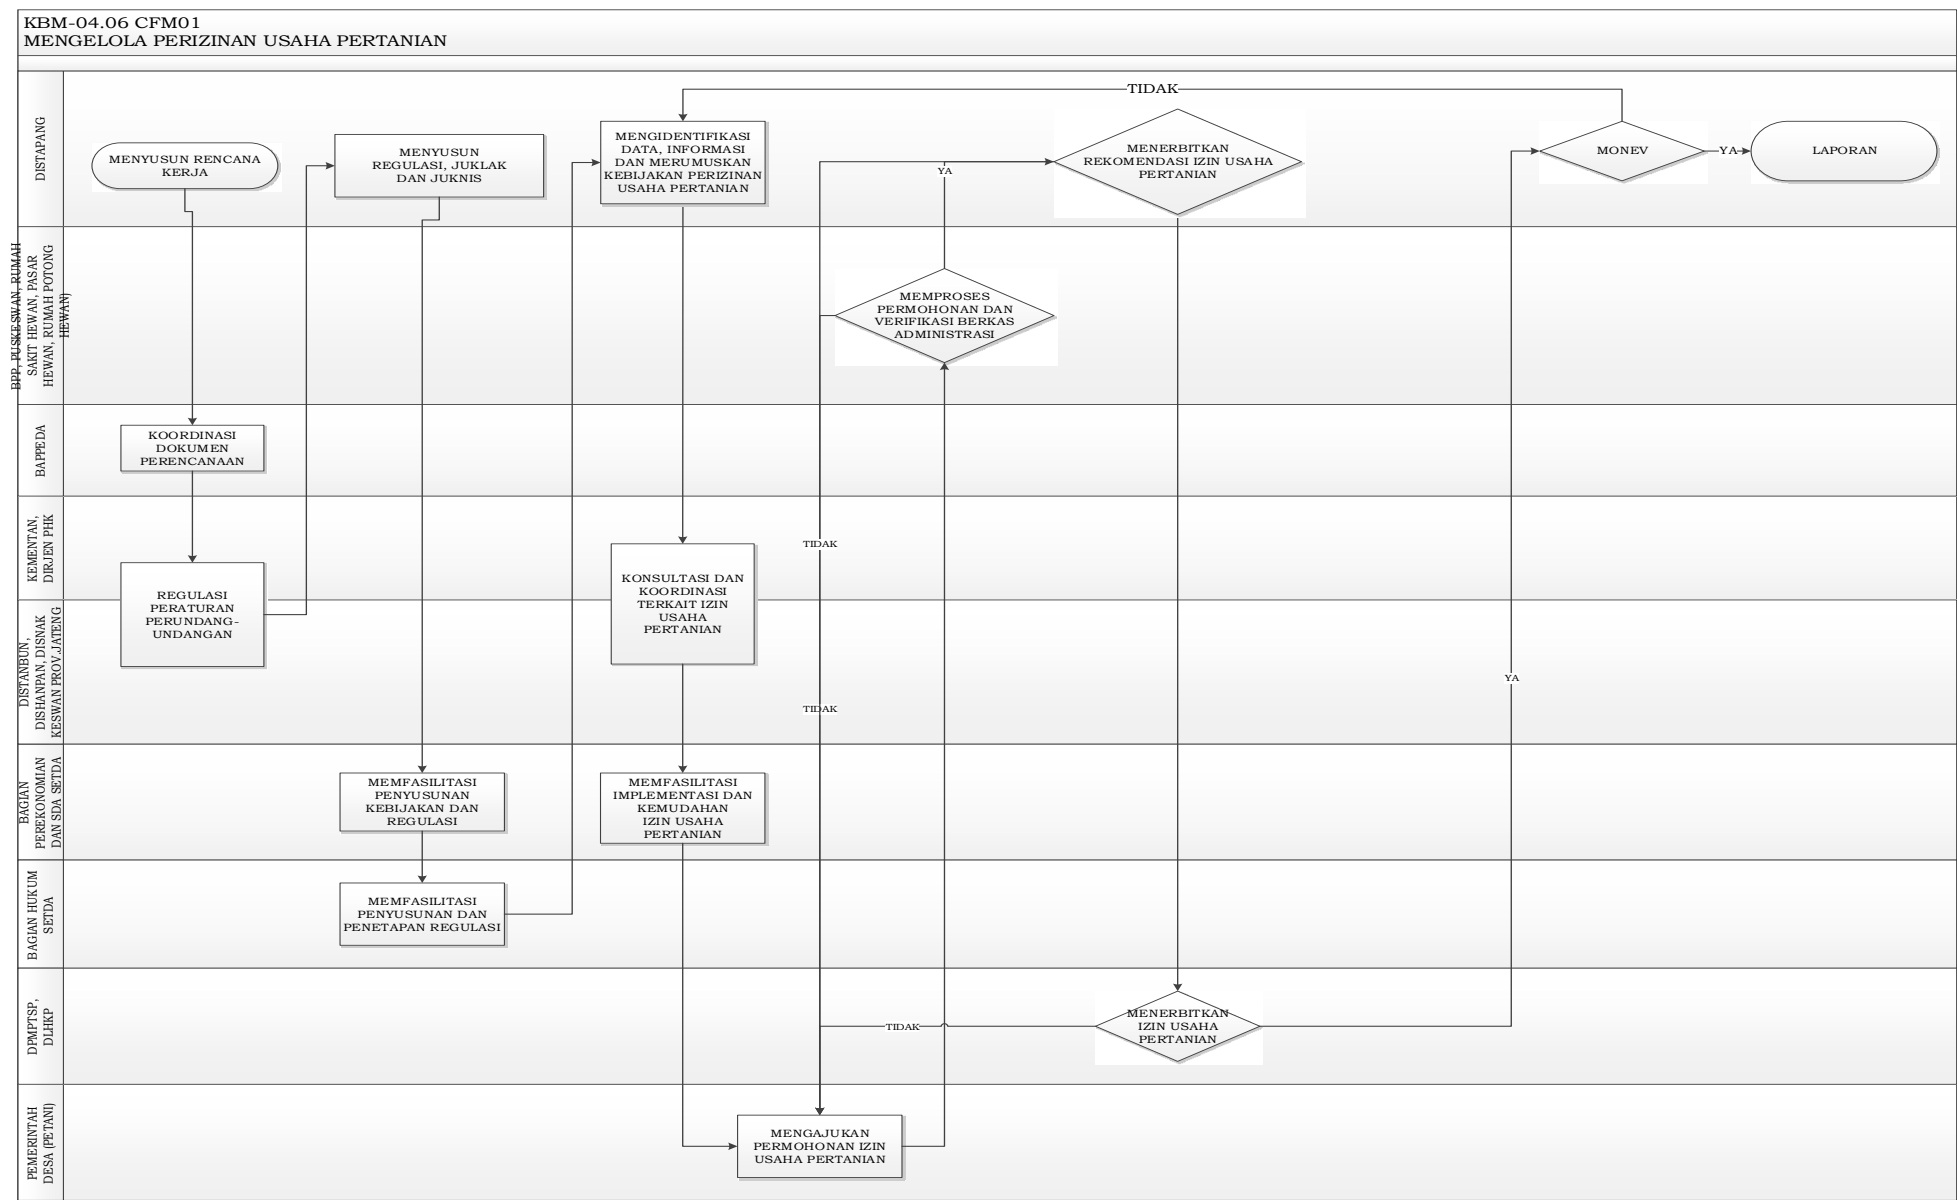 KBM-04.06 CFM01
MENGELOLA PERIZINAN USAHA PERTANIAN
DISTAPANG
MENYUSUN RENCANA
KERJA
MENYUSUN
REGULASI, JUKLAK
DAN JUKNIS
MENGIDENTIFIKASI
DATA, INFORMASI
DAN MERUMUSKAN
KEBIJAKAN PERIZINAN
USAHA PERTANIAN
TIDAK
MENERBITKAN
REKOMENDASI IZIN USAHA
PERTANIAN
MONEV
YA
LAPORAN
YA
BPP, PUSKESWAN, RUMAH
SAKIT HEWAN, PASAR
HEWAN, RUMAH POTONG
HEWAN)
MEMPROSES
PERMOHONAN DAN
VERIFIKASI BERKAS
ADMINISTRASI
BAPPEDA
KOORDINASI
DOKUMEN
PERENCANAAN
KEMENTAN,
DIRJEN PHK
REGULASI
PERATURAN
PERUNDANG-
UNDANGAN
KONSULTASI DAN
KOORDINASI
TERKAIT IZIN
USAHA
PERTANIAN
TIDAK
DISTANBUN,
DISHANPAN, DISNAK
KESWAN PROV.JATENG
TIDAK
YA
BAGIAN
PEREKONOMIAN
DAN SDA SETDA
MEMFASILITASI
PENYUSUNAN
KEBIJAKAN DAN
REGULASI
MEMFASILITASI
IMPLEMENTASI DAN
KEMUDAHAN
IZIN USAHA
PERTANIAN
BAGIAN HUKUM
SETDA
MEMFASILITASI
PENYUSUNAN DAN
PENETAPAN REGULASI
DPMPTSP,
DLHKP
TIDAK
MENERBITKAN
IZIN USAHA
PERTANIAN
PEMERINTAH
DESA (PETANI)
MENGAJUKAN
PERMOHONAN IZIN
USAHA PERTANIAN